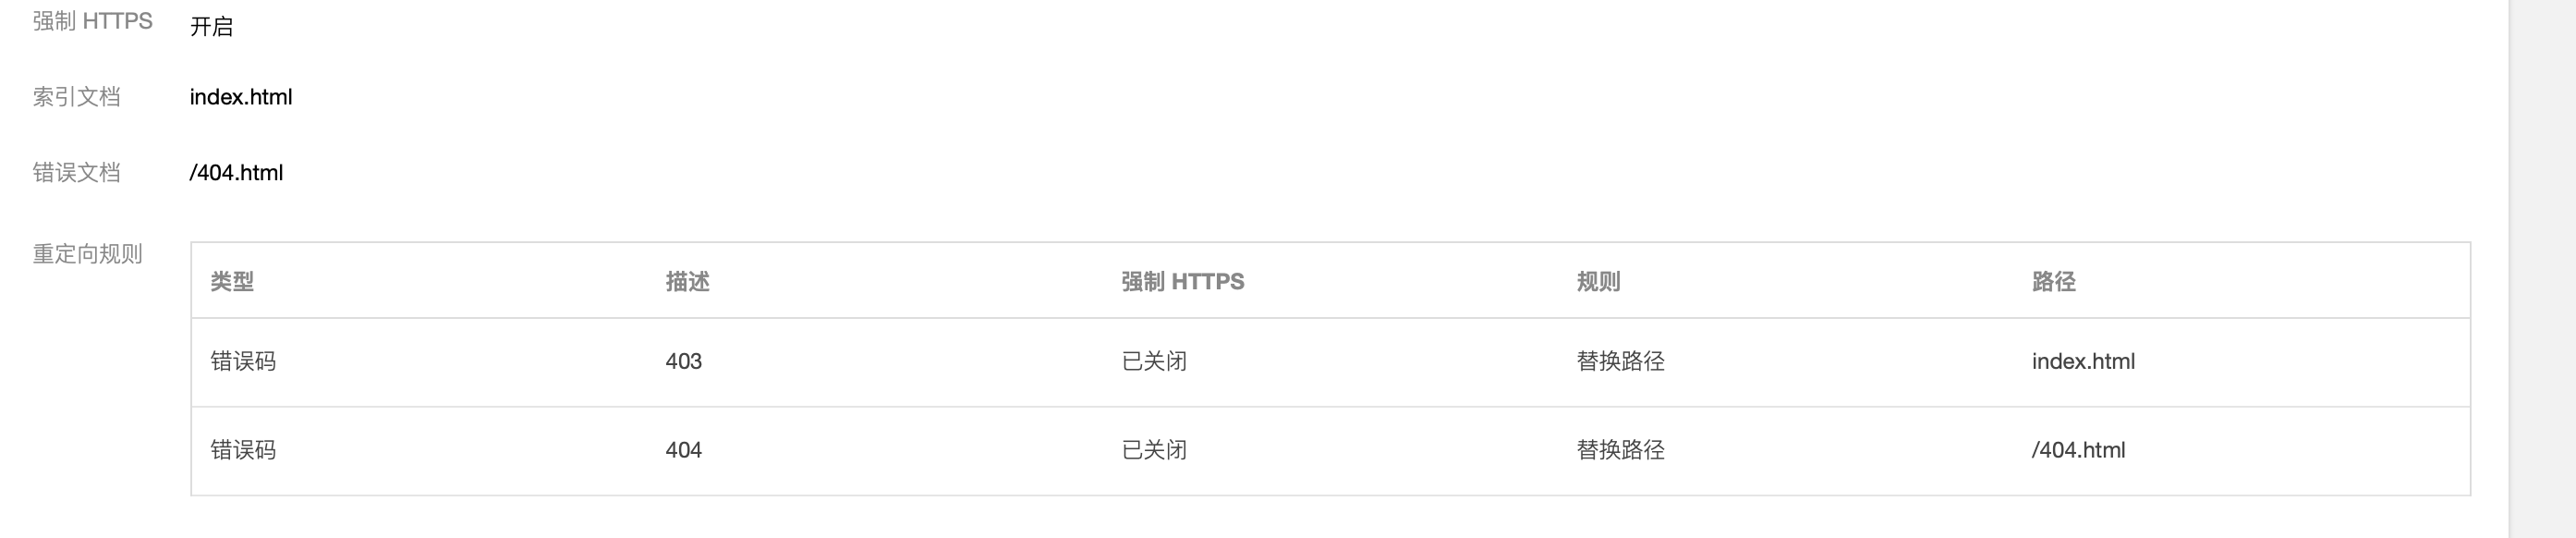 强制 HTTPS 开启
索引文档 index.html
错误文档 /404.html
重定向规则
类型 描述 强制 HTTPS 规则 路径
错误码 403 已关闭 替换路径 index.html
错误码 404 已关闭 替换路径 /404.html